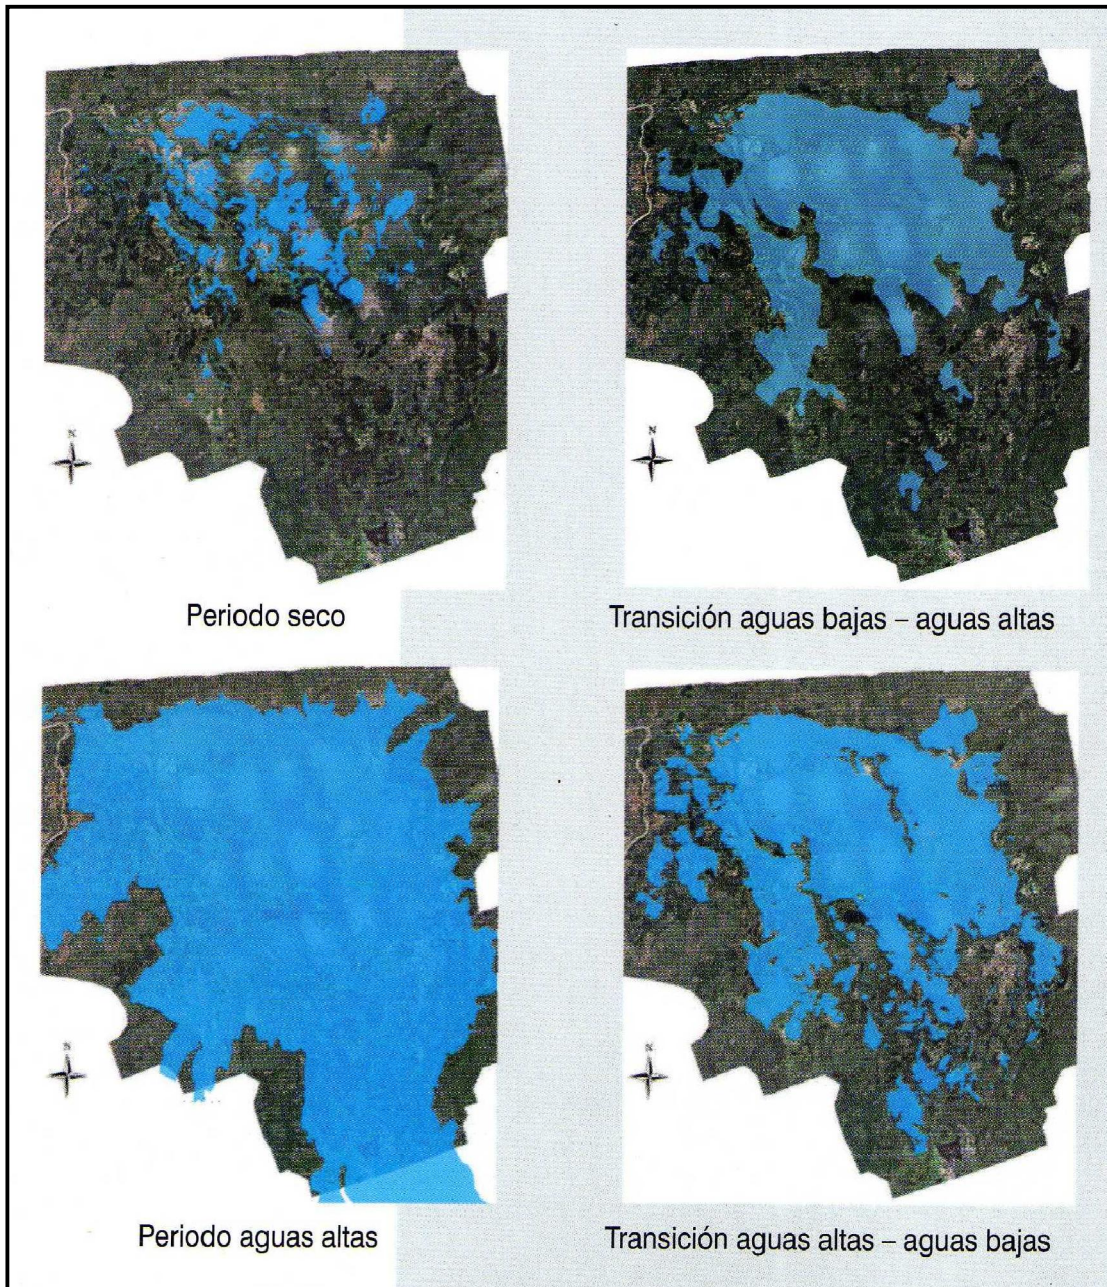 N
N
Periodo seco
Transición aguas bajas – aguas altas
N
N
Periodo aguas altas
Transición aguas altas – aguas bajas